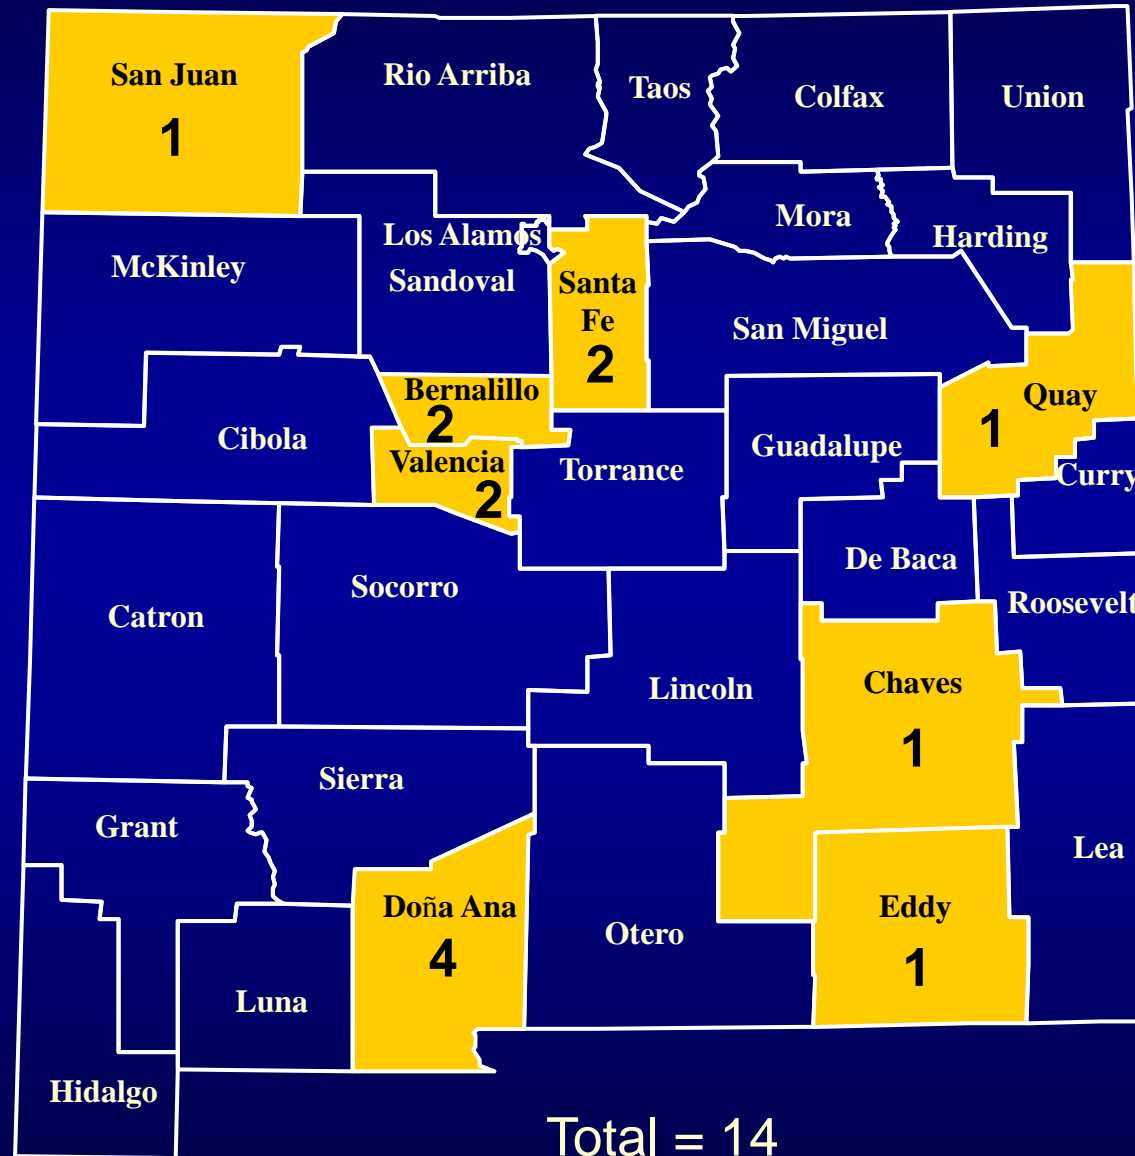 San Juan
1
Rio Arriba
Taos
Colfax
Union
McKinley
Los Alamos
Sandoval
Santa
Fe
2
Mora
Harding
San Miguel
Bernalillo
2
Quay
1
Cibola
Valencia
2
Torrance
Guadalupe
Curry
Catron
Socorro
De Baca
Roosevelt
Lincoln
Chaves
1
Sierra
Grant
Lea
Doña Ana
4
Otero
Eddy
1
Luna
Hidalgo
Total = 14